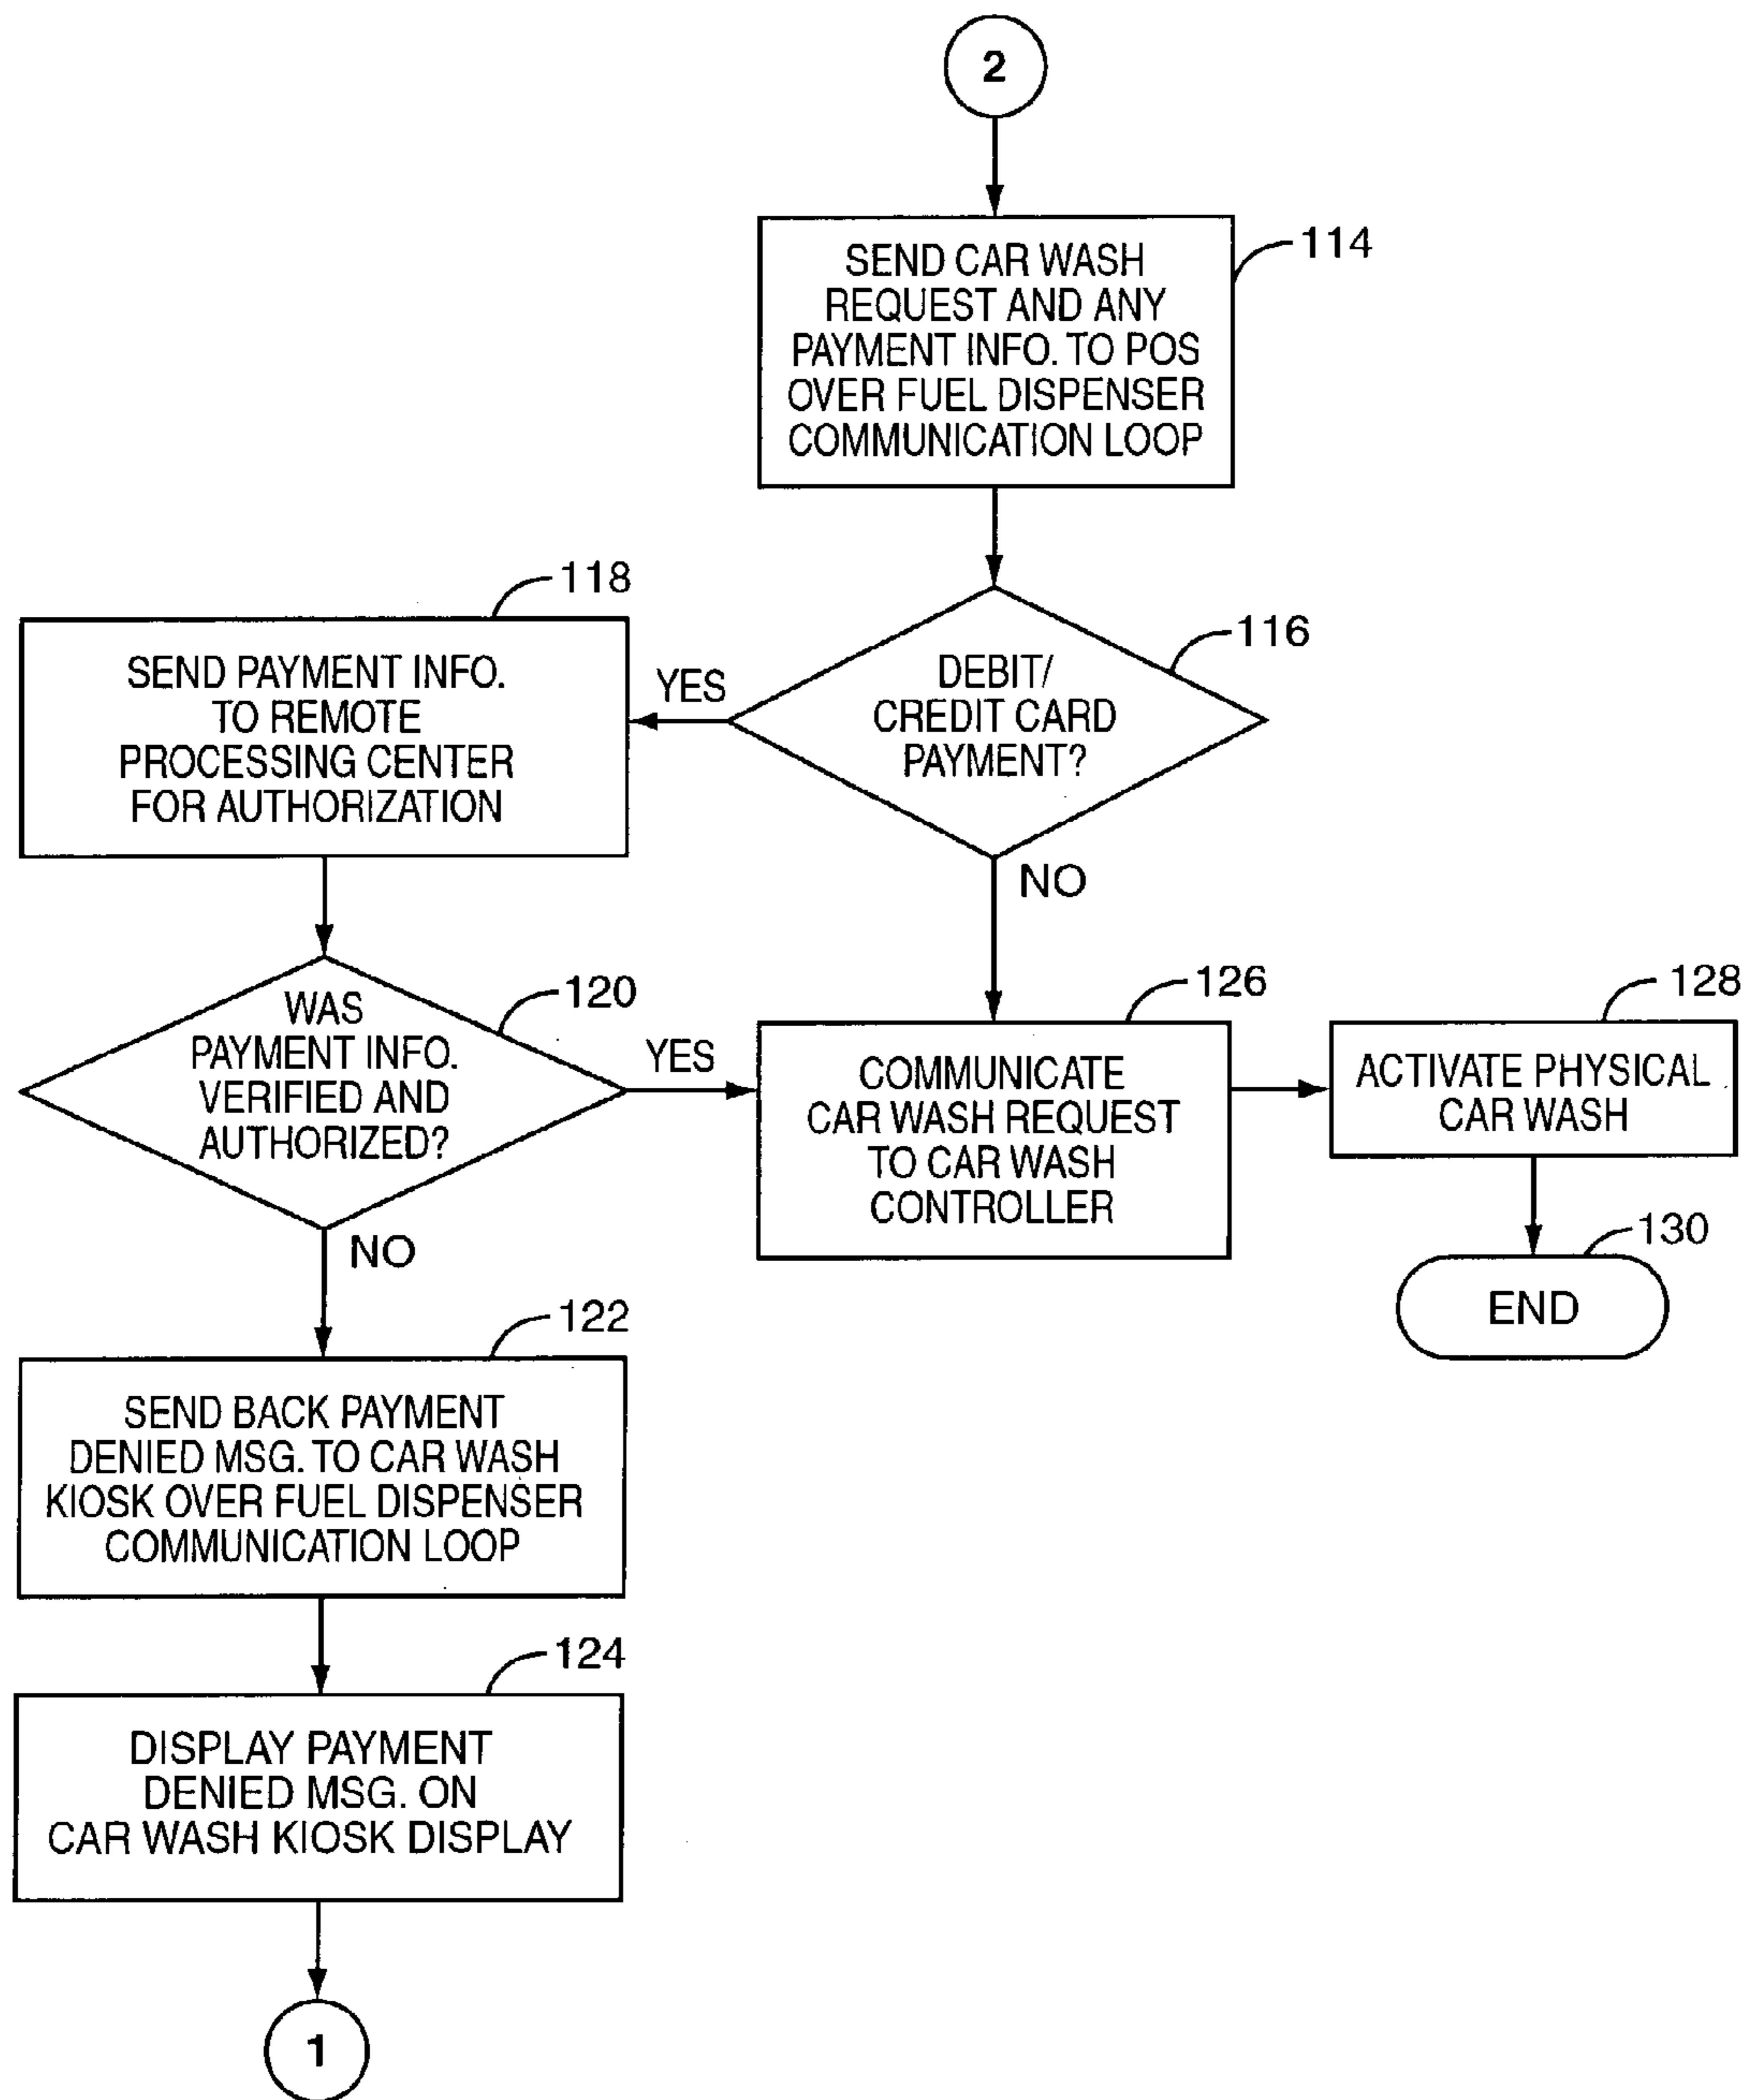 2
SEND CAR WASH
REQUEST AND ANY
PAYMENT INFO. TO POS
OVER FUEL DISPENSER
COMMUNICATION LOOP
114
DEBIT/
CREDIT CARD
PAYMENT?
116
YES
NO
SEND PAYMENT INFO.
TO REMOTE
PROCESSING CENTER
FOR AUTHORIZATION
118
WAS
PAYMENT INFO.
VERIFIED AND
AUTHORIZED?
120
YES
NO
COMMUNICATE
CAR WASH REQUEST
TO CAR WASH
CONTROLLER
126
ACTIVATE PHYSICAL
CAR WASH
128
END
130
SEND BACK PAYMENT
DENIED MSG. TO CAR WASH
KIOSK OVER FUEL DISPENSER
COMMUNICATION LOOP
122
DISPLAY PAYMENT
DENIED MSG. ON
CAR WASH KIOSK DISPLAY
124
1